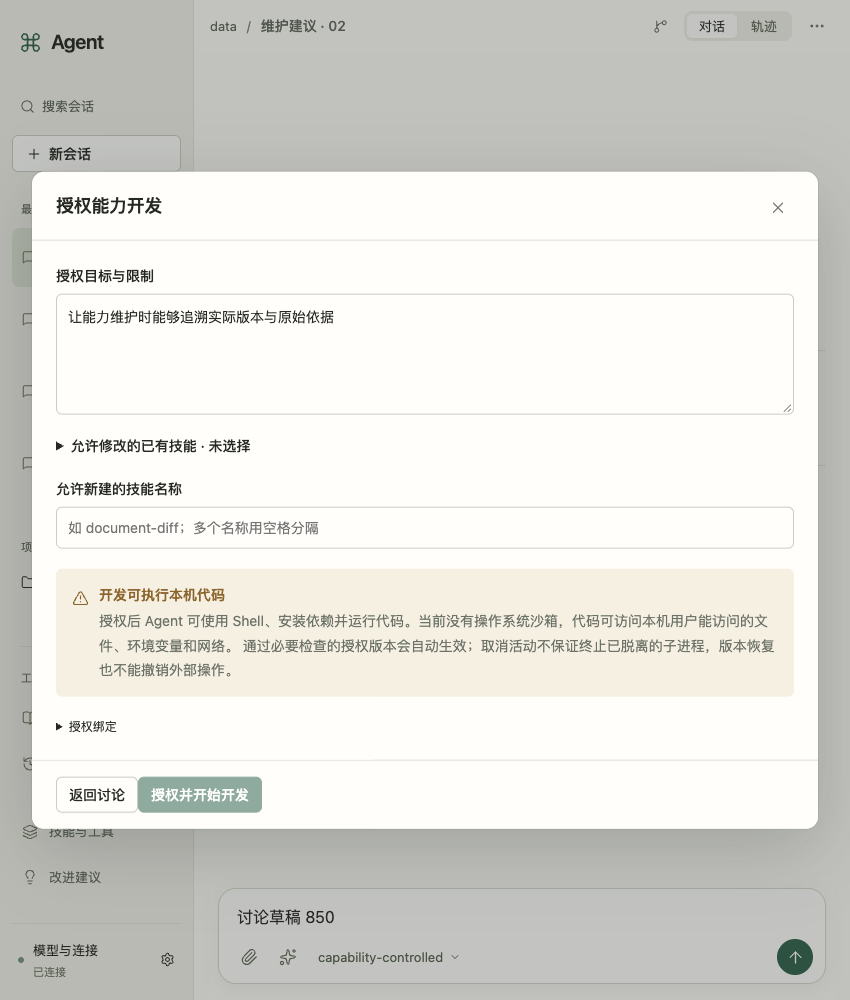 Agent
data / 维护建议 · 02
对话
轨迹
搜索会话
新会话
最
授权能力开发
授权目标与限制
让能力维护时能够追溯实际版本与原始依据
允许修改的已有技能 · 未选择
允许新建的技能名称
如 document-diff；多个名称用空格分隔
项
开发可执行本机代码
授权后 Agent 可使用 Shell、安装依赖并运行代码。当前没有操作系统沙箱，代码可访问本机用户能访问的文
件、环境变量和网络。 通过必要检查的授权版本会自动生效；取消活动不保证终止已脱离的子进程，版本恢复
也不能撤销外部操作。
工
授权绑定
返回讨论
授权并开始开发
技能与工具
改进建议
讨论草稿 850
capability-controlled
模型与连接
已连接